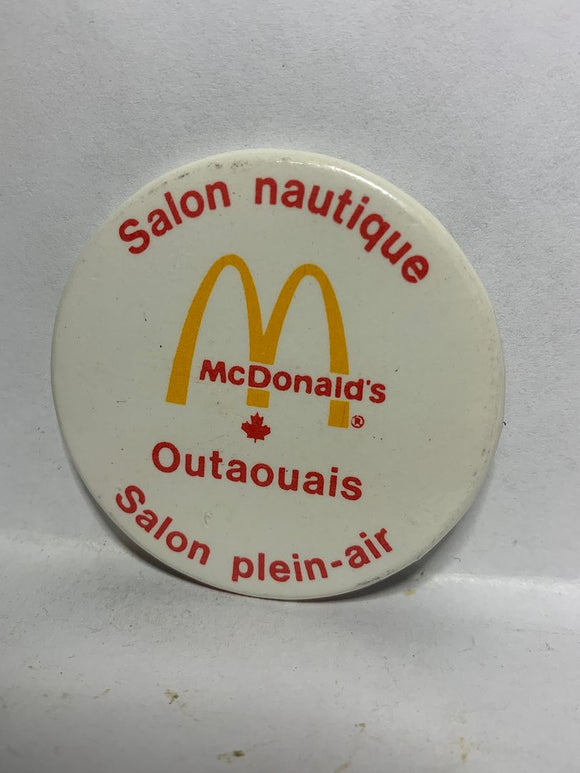 Salon nautique
McDonald's
®
Outaouais
Salon plein-air